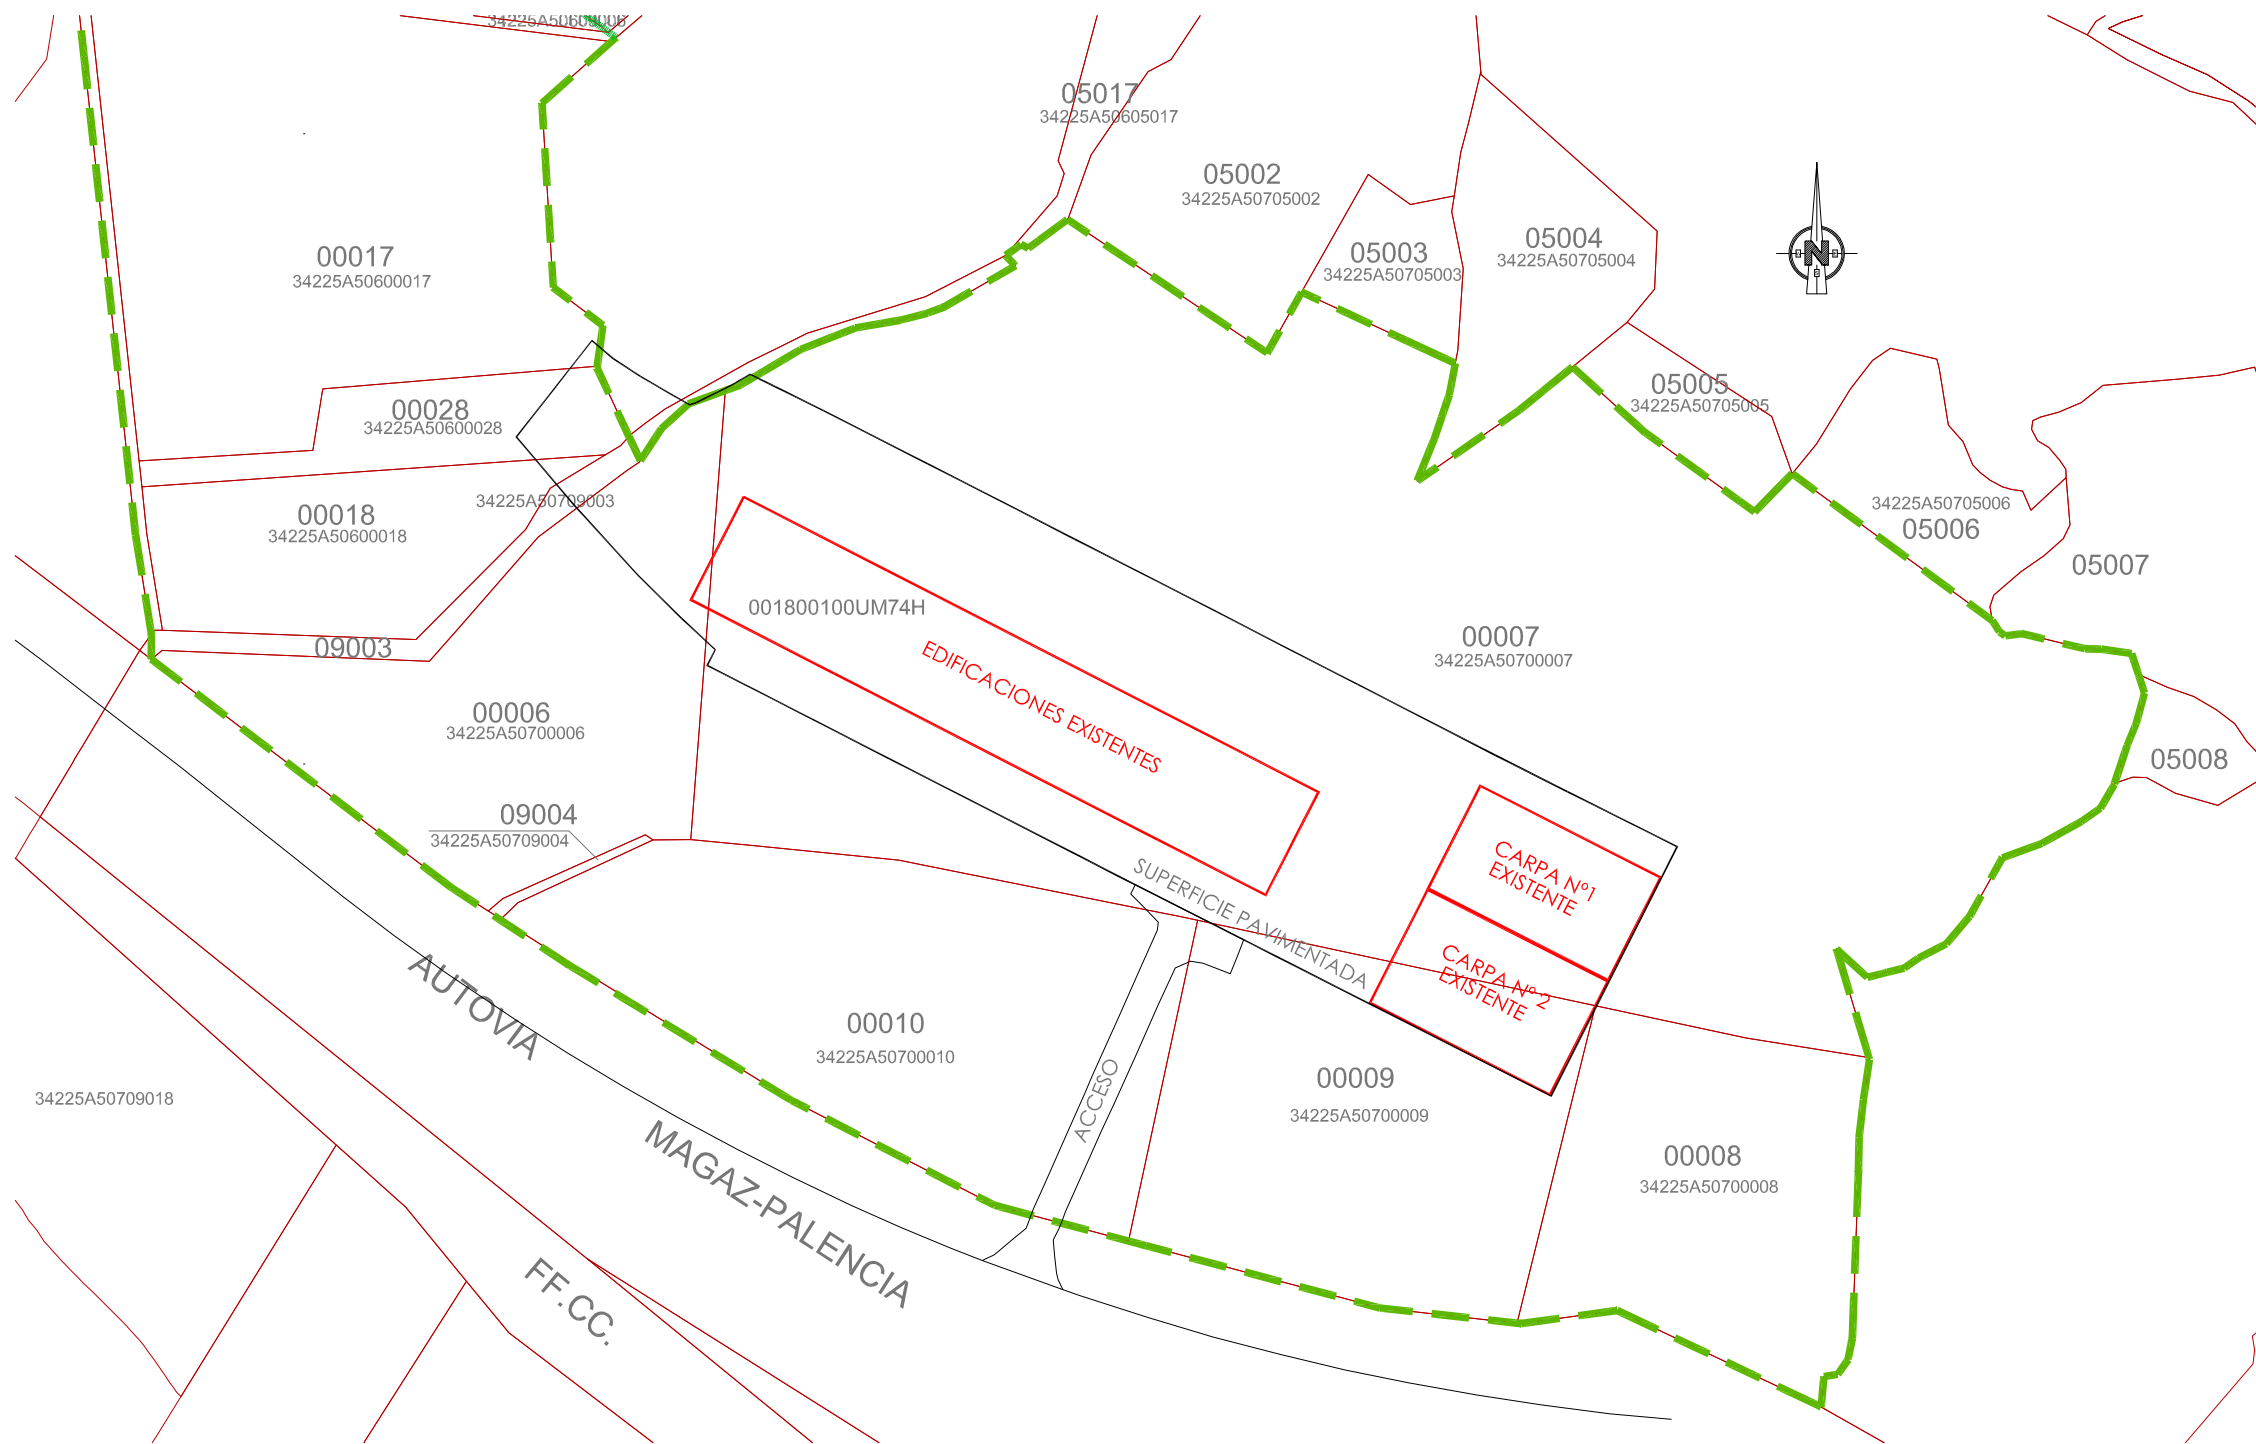 34225A50609006
05017
34225A50605017
05002
34225A50705002
05003
34225A50705003
05004
34225A50705004
N
00017
34225A50600017
05005
34225A50705005
00028
34225A50600028
34225A50709003
00018
34225A50600018
34225A50705006
05006
05007
001800100UM74H
09003
EDIFICACIONES EXISTENTES
00007
34225A50700007
00006
34225A50700006
05008
09004
34225A50709004
SUPERFICIE PAVIMENTADA
CARPA Nº1
EXISTENTE
CARPA Nº 2
EXISTENTE
AUTOVIA
MAGAZ-PALENCIA
00010
34225A50700010
ACCESO
00009
34225A50700009
34225A50709018
00008
34225A50700008
FF.CC.